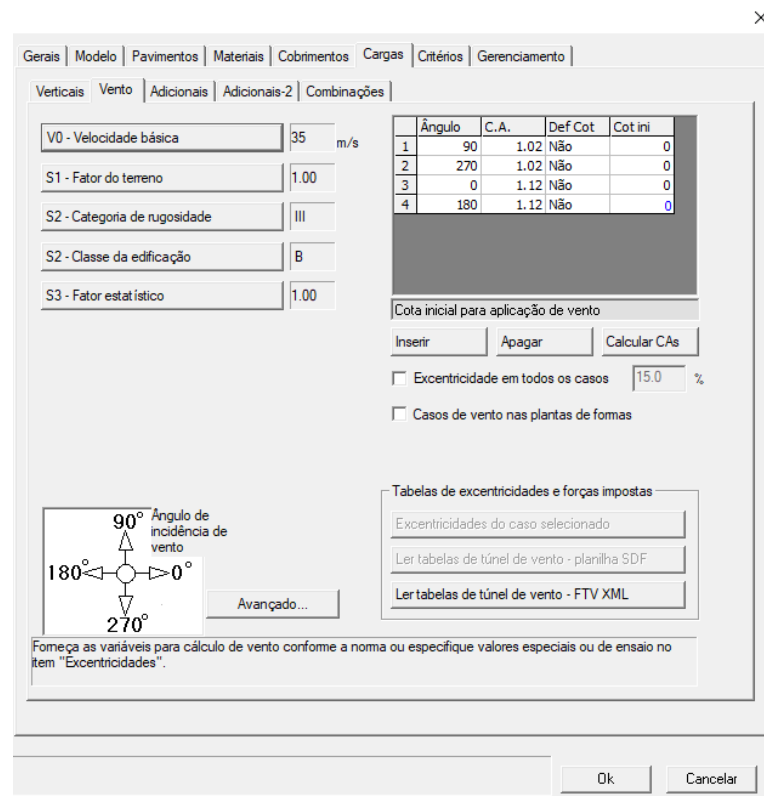 ×
Gerais Modelo Pavimentos Materiais Cobrimentos Cargas Critérios Gerenciamento
Verticais Vento Adicionais Adicionais-2 Combinações
V0 - Velocidade básica 35 m/s
S1 - Fator do terreno 1.00
S2 - Categoria de rugosidade III
S2 - Classe da edificação B
S3 - Fator estatístico 1.00
Ângulo C.A. Def Cot Cot ini
1 90 1.02 Não 0
2 270 1.02 Não 0
3 0 1.12 Não 0
4 180 1.12 Não 0
Cota inicial para aplicação de vento
Inserir Apagar Calcular CAs
Excentricidade em todos os casos 15.0 %
Casos de vento nas plantas de formas
Tabelas de excentricidades e forças impostas
Excentricidades do caso selecionado
Ler tabelas de túnel de vento - planilha SDF
Ler tabelas de túnel de vento - FTV XML
90° Ângulo de
incidência de
vento
180° 0°
270°
Avançado...
Forneça as variáveis para cálculo de vento conforme a norma ou especifique valores especiais ou de ensaio no
item "Excentricidades".
Ok Cancelar